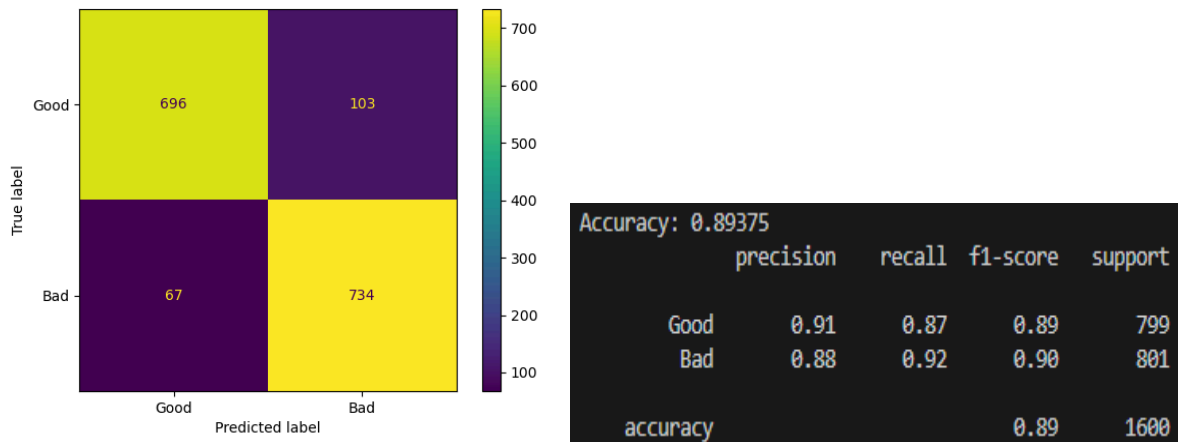 700
600
500
400
300
200
100
True label
Good
696 103
Bad
67 734
Good Bad
Predicted label
Accuracy: 0.89375
precision recall f1-score support
Good 0.91 0.87 0.89 799
Bad 0.88 0.92 0.90 801
accuracy 0.89 1600